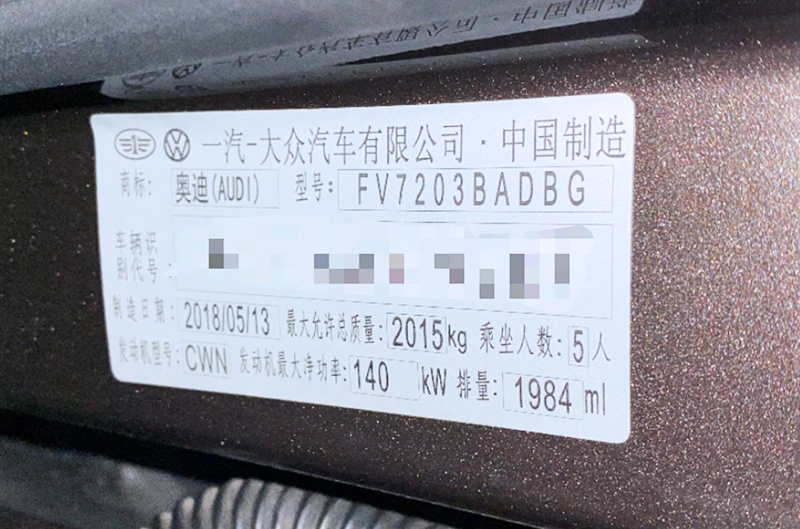 一汽-大众汽车有限公司·中国制造
商标: 奥迪(AUDI) 型号: FV7203BADBG
车辆识
别代号:
制造日期: 2018/05/13 最大允许总质量: 2015kg 乘坐人数: 5人
发动机型号: CWN 发动机最大净功率: 140 kW 排量: 1984 ml